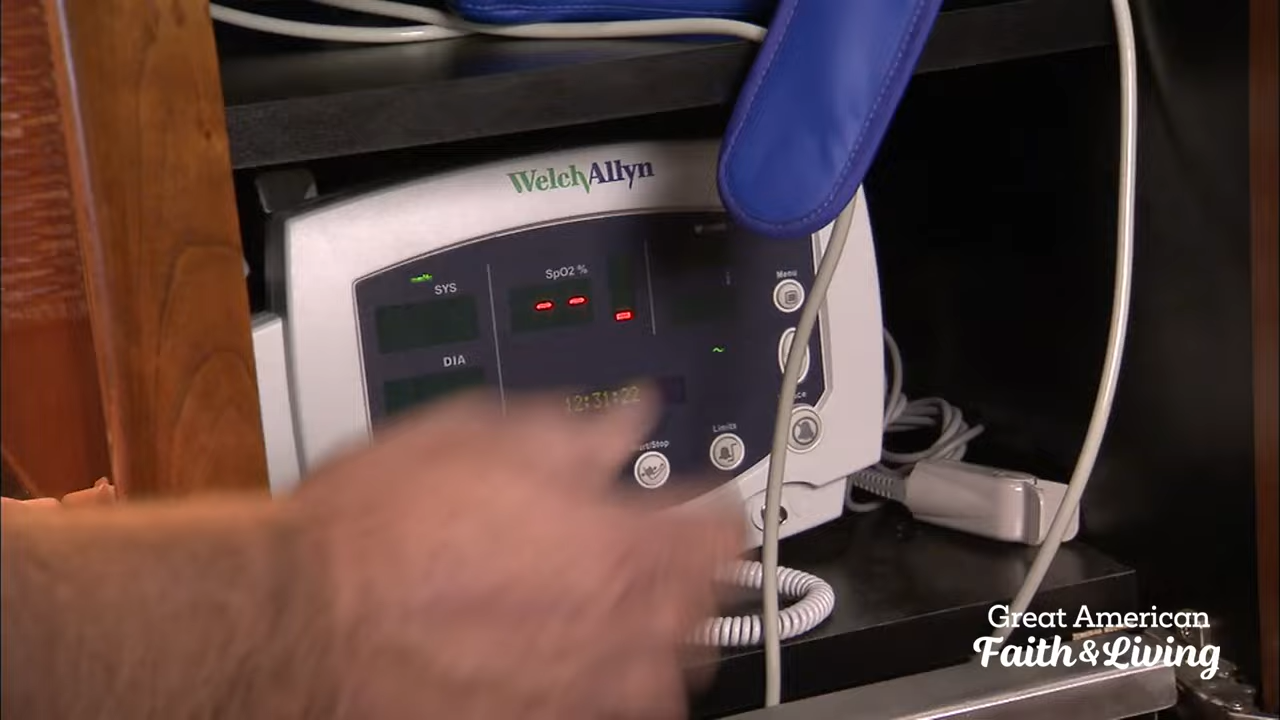 WelchAllyn
SYS
SpO2 %
Menu
DIA
12:31:22
Limits
Great American
Faith & Living